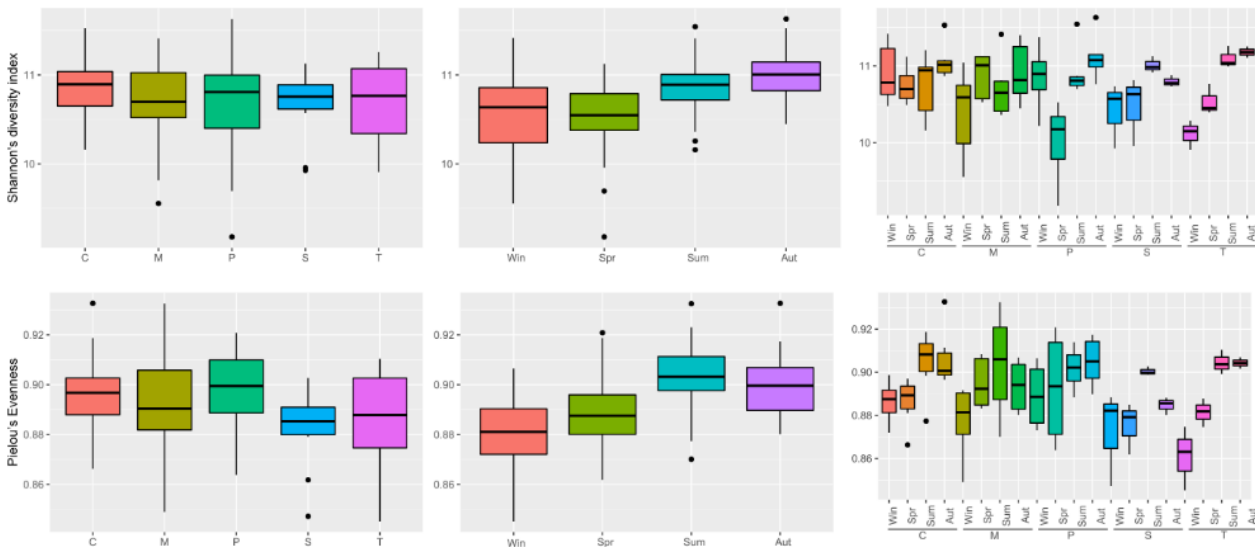 Shannon's diversity index
11
10
C M P S T
11
10
Win Spr Sum Aut
11
10
Win Spr Sum Aut Win Spr Sum Aut Win Spr Sum Aut Win Spr Sum Aut Win Spr Sum Aut
C M P S T
Pielou's Evenness
0.92
0.90
0.88
0.86
C M P S T
0.92
0.90
0.88
0.86
Win Spr Sum Aut
0.92
0.90
0.88
0.86
Win Spr Sum Aut Win Spr Sum Aut Win Spr Sum Aut Win Spr Sum Aut Win Spr Sum Aut
C M P S T